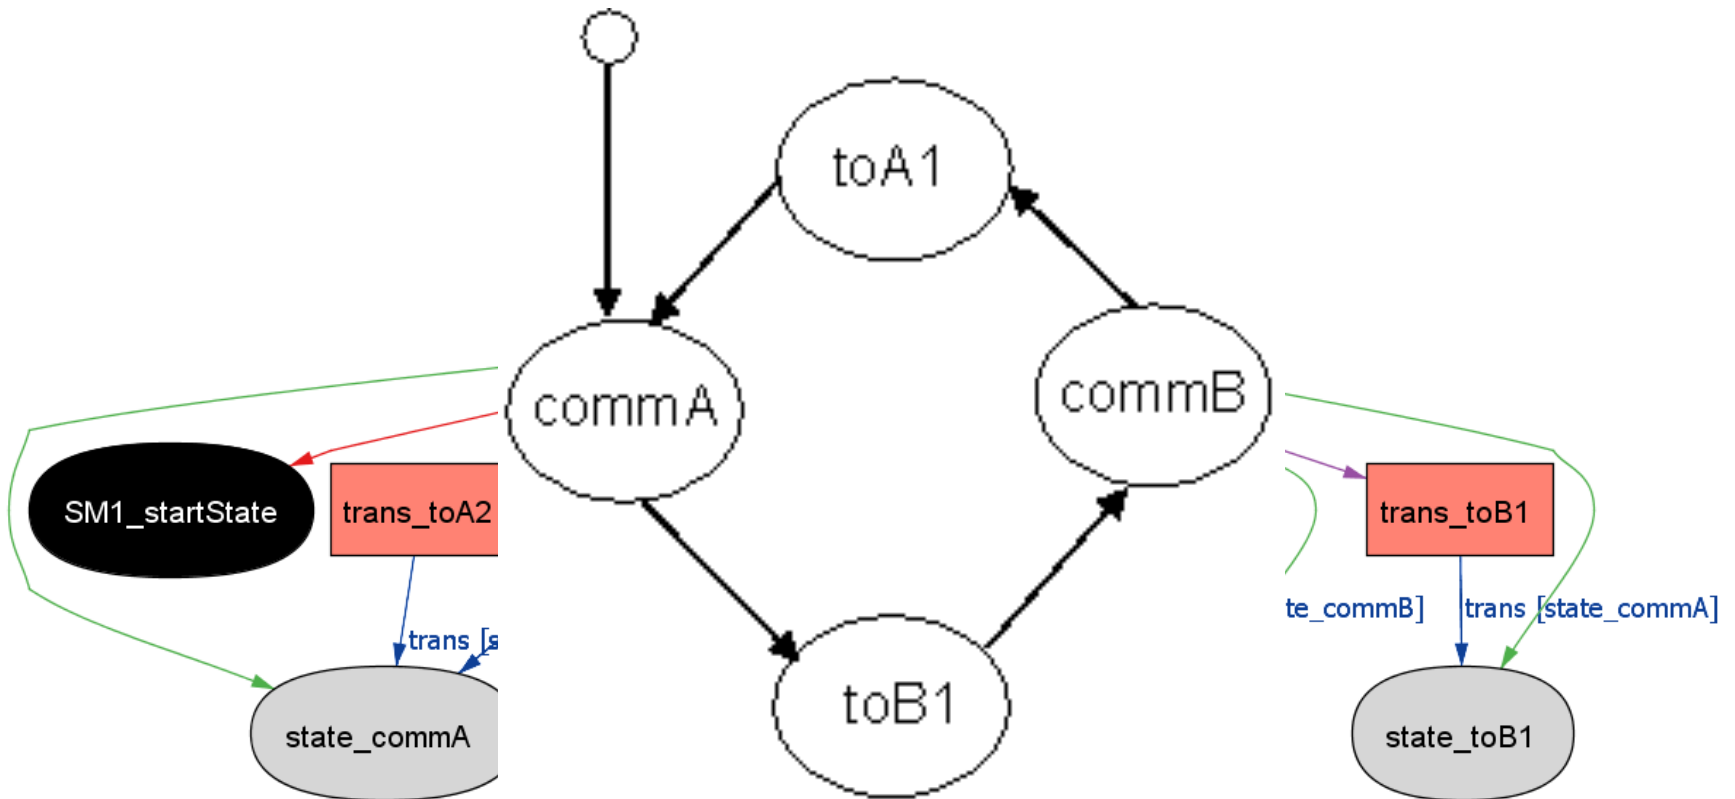 toA1
commA
commB
SM1_startState
trans_toA2
trans_toB1
te_commB]
trans [state_commA]
trans [s
toB1
state_commA
state_toB1